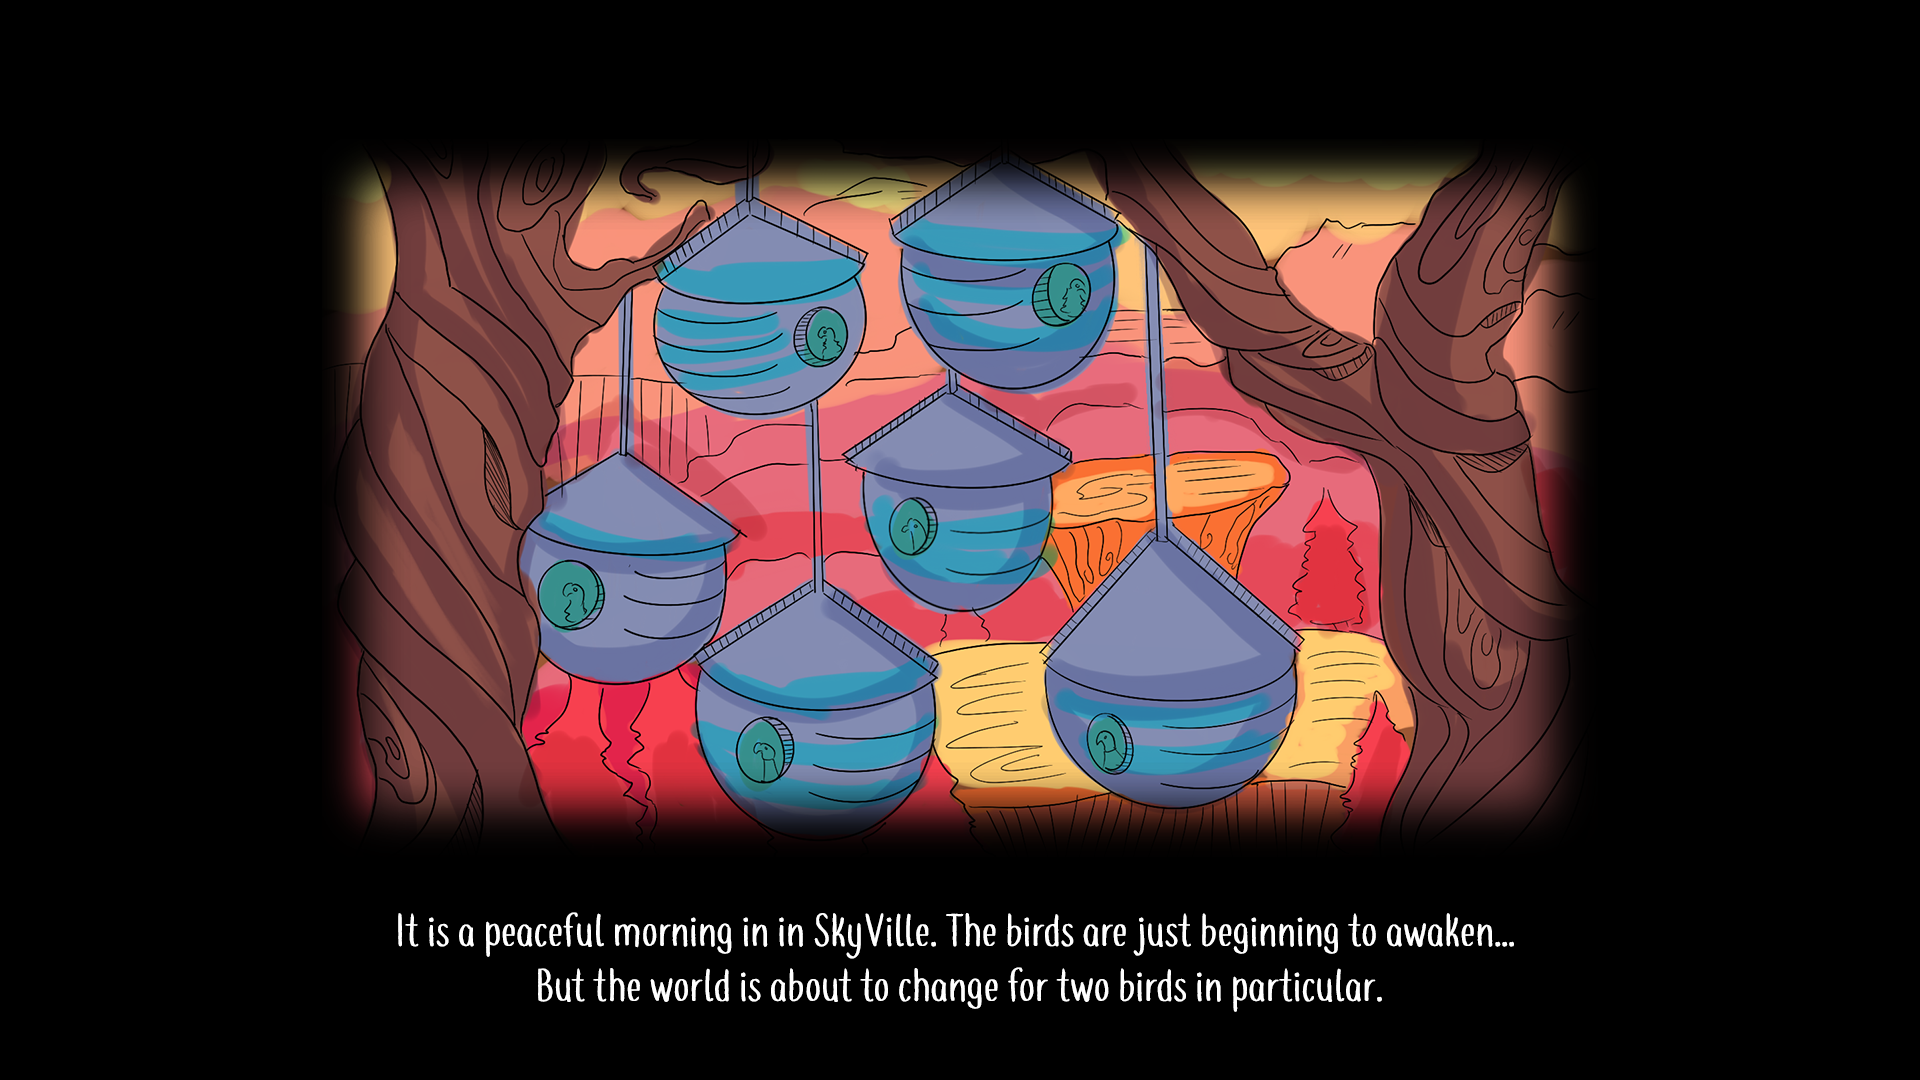 It is a peaceful morning in in SkyVille. The birds are just beginning to awaken...
But the world is about to change for two birds in particular.